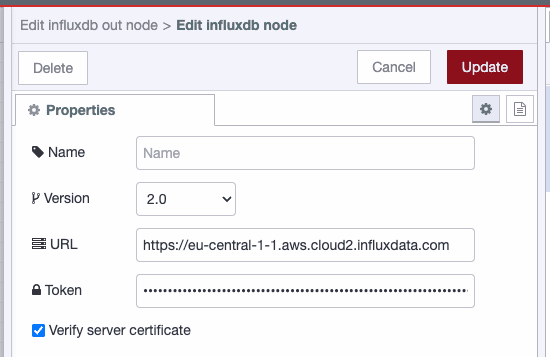 Edit influxdb out node > Edit influxdb node
Delete
Cancel
Update
Properties
Name
Name
Version
2.0
URL
https://eu-central-1-1.aws.cloud2.influxdata.com
Token
Verify server certificate